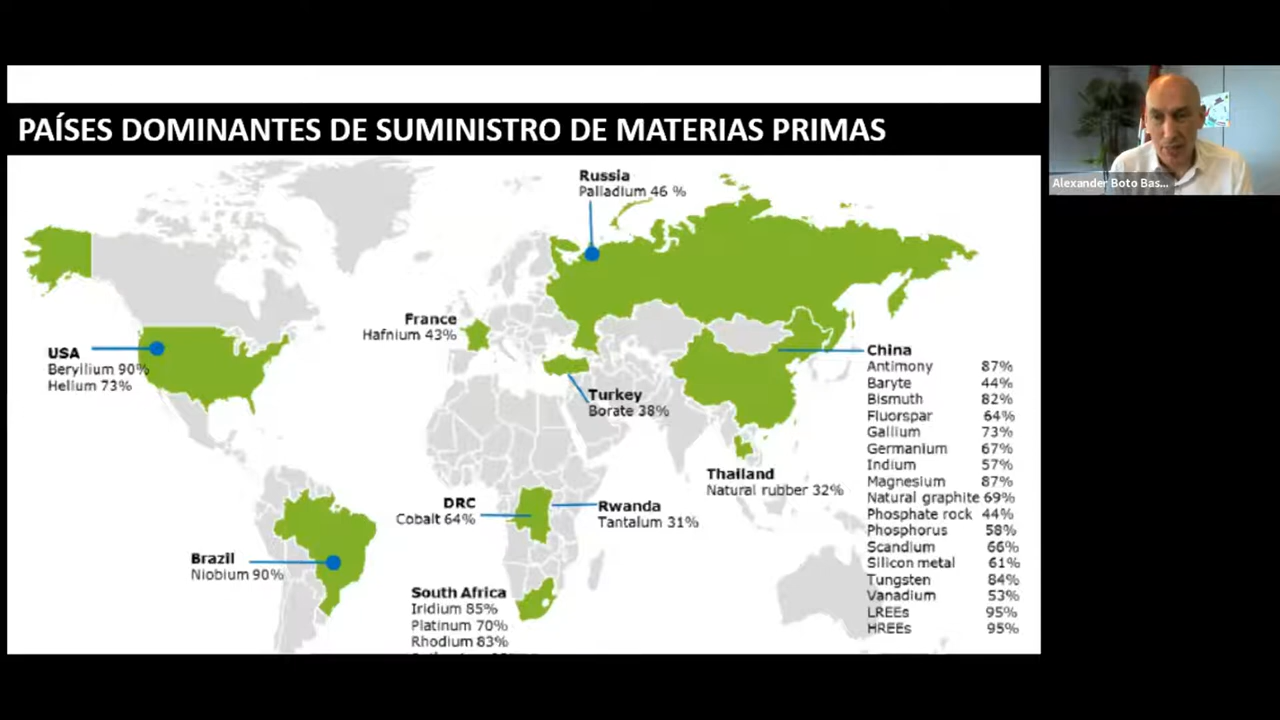 PAÍSES DOMINANTES DE SUMINISTRO DE MATERIAS PRIMAS
Alexander Boto Bas...
Russia
Palladium 46 %
France
Hafnium 43%
USA
Beryllium 90%
Helium 73%
Turkey
Borate 38%
China
Antimony 87%
Baryte 44%
Bismuth 82%
Fluorspar 64%
Gallium 73%
Germanium 67%
Indium 57%
Magnesium 87%
Natural graphite 69%
Phosphate rock 44%
Phosphorus 58%
Scandium 66%
Silicon metal 61%
Tungsten 84%
Vanadium 53%
LREEs 95%
HREEs 95%
Thailand
Natural rubber 32%
DRC
Cobalt 64%
Rwanda
Tantalum 31%
Brazil
Niobium 90%
South Africa
Iridium 85%
Platinum 70%
Rhodium 83%